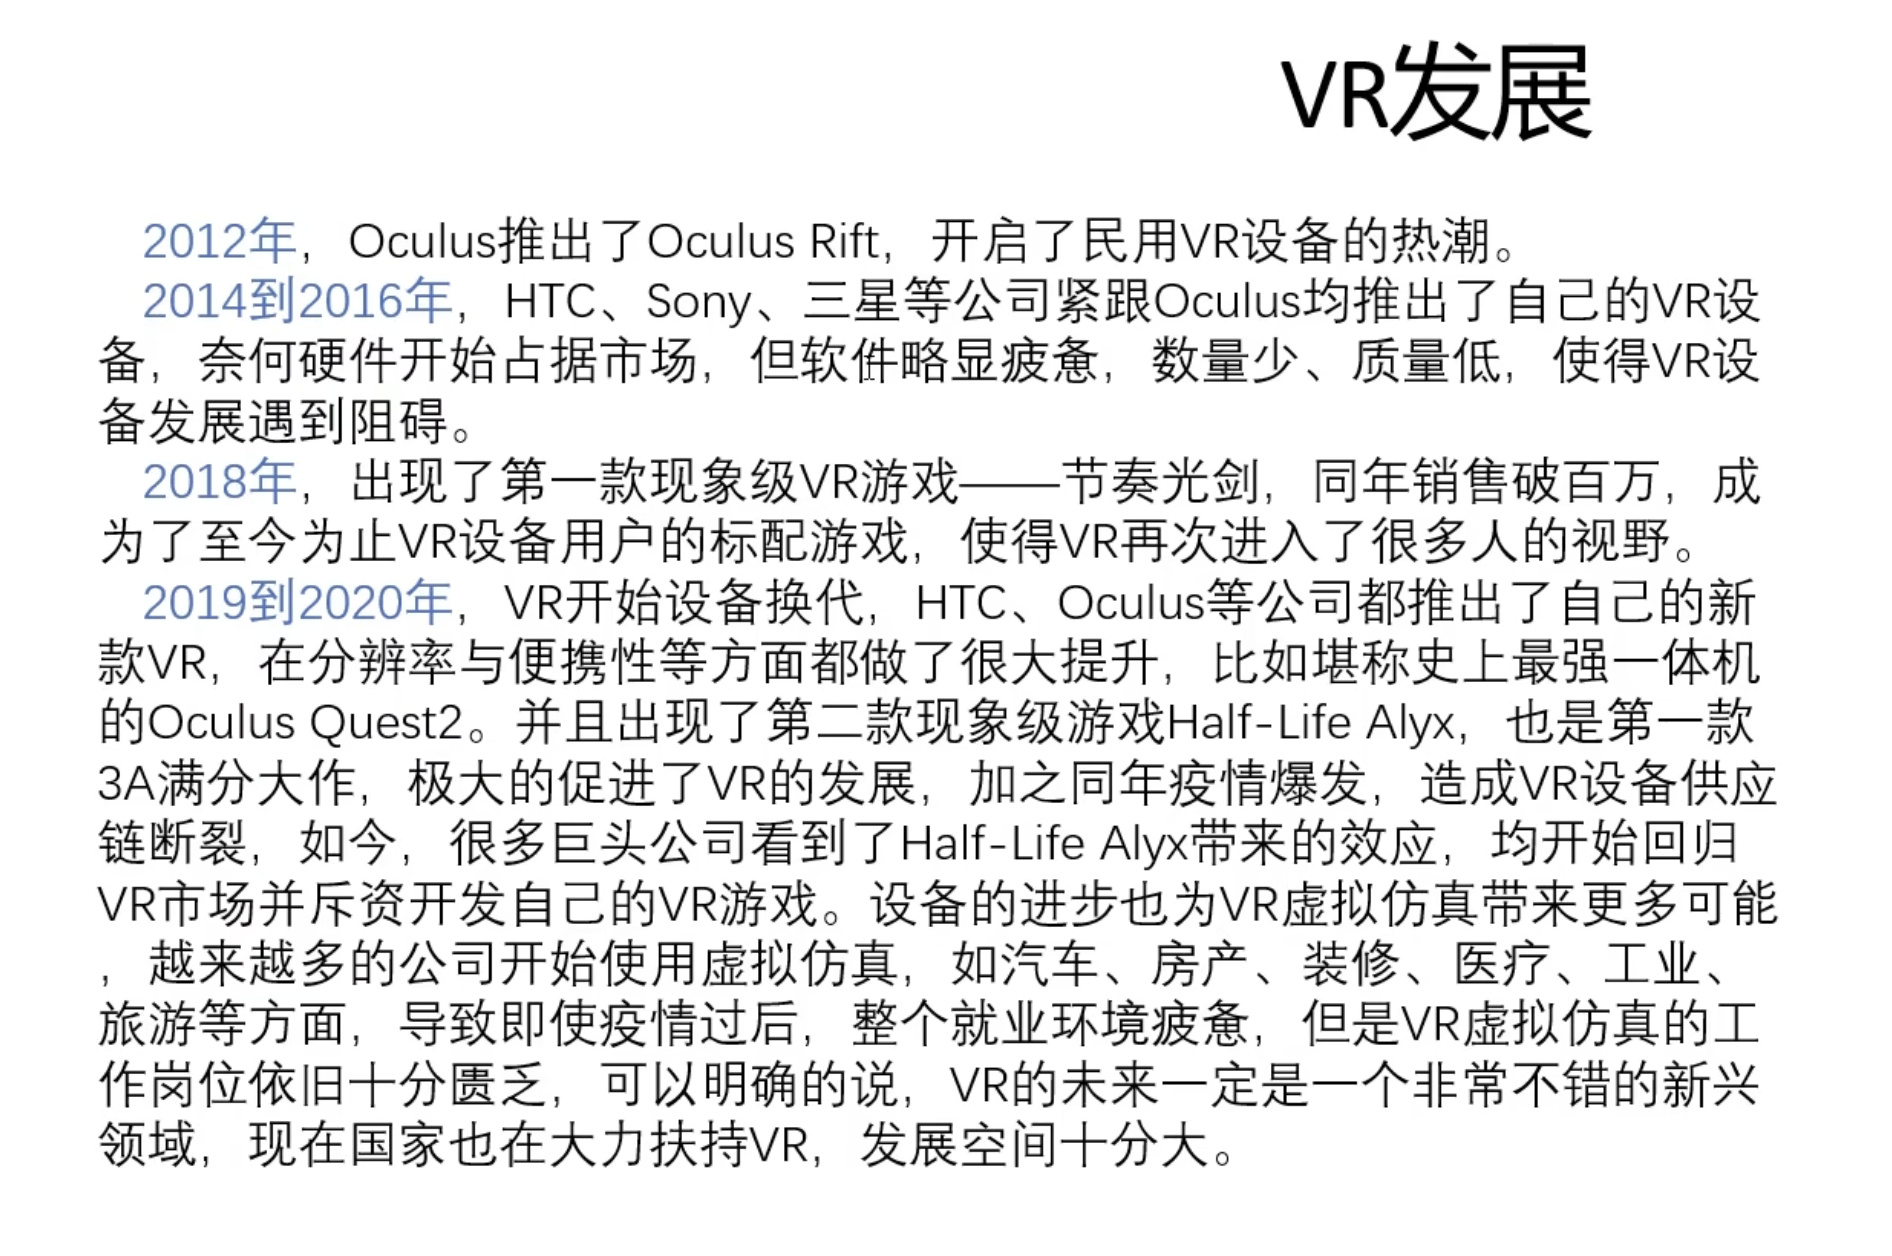 VR发展
2012年，Oculus推出了Oculus Rift，开启了民用VR设备的热潮。
2014到2016年，HTC、Sony、三星等公司紧跟Oculus均推出了自己的VR设
备，奈何硬件开始占据市场，但软件略显疲惫，数量少、质量低，使得VR设
备发展遇到阻碍。
2018年，出现了第一款现象级VR游戏——节奏光剑，同年销售破百万，成
为了至今为止VR设备用户的标配游戏，使得VR再次进入了很多人的视野。
2019到2020年，VR开始设备换代，HTC、Oculus等公司都推出了自己的新
款VR，在分辨率与便携性等方面都做了很大提升，比如堪称史上最强一体机
的Oculus Quest2。并且出现了第二款现象级游戏Half-Life Alyx，也是第一款
3A满分大作，极大的促进了VR的发展，加之同年疫情爆发，造成VR设备供应
链断裂，如今，很多巨头公司看到了Half-Life Alyx带来的效应，均开始回归
VR市场并斥资开发自己的VR游戏。设备的进步也为VR虚拟仿真带来更多可能
，越来越多的公司开始使用虚拟仿真，如汽车、房产、装修、医疗、工业、
旅游等方面，导致即使疫情过后，整个就业环境疲惫，但是VR虚拟仿真的工
作岗位依旧十分匮乏，可以明确的说，VR的未来一定是一个非常不错的新兴
领域，现在国家也在大力扶持VR，发展空间十分大。